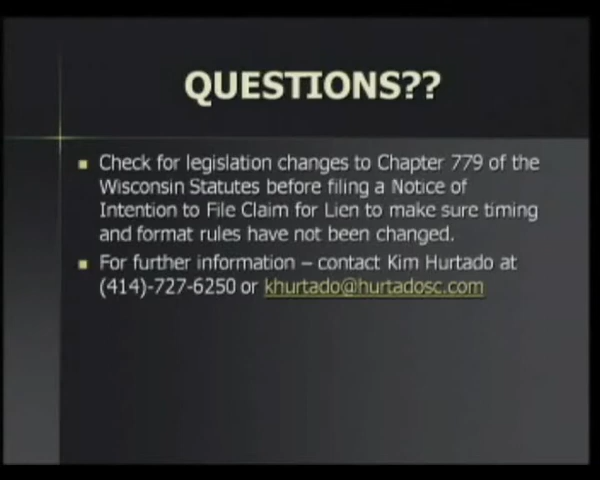 QUESTIONS??
Check for legislation changes to Chapter 779 of the
Wisconsin Statutes before filing a Notice of
Intention to File Claim for Lien to make sure timing
and format rules have not been changed.
For further information – contact Kim Hurtado at
(414)-727-6250 or khurtado@hurtadosc.com